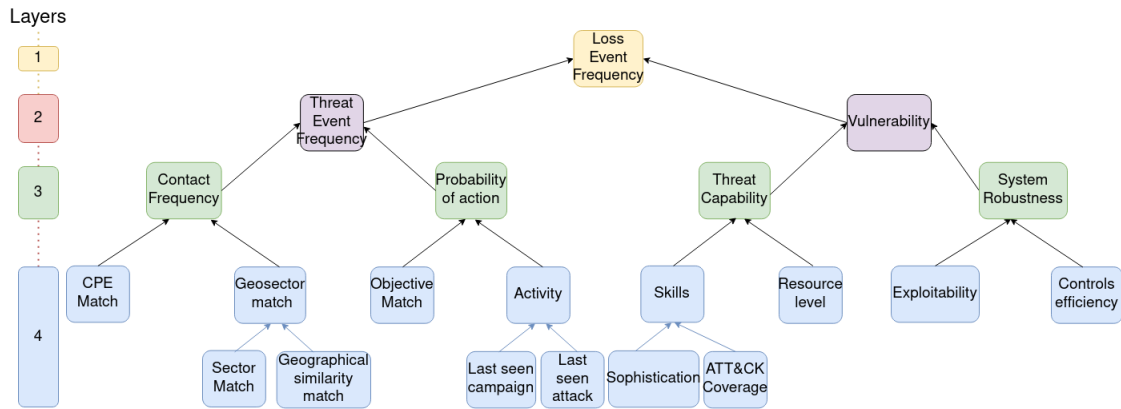 Layers
1
Loss
Event
Frequency
2
Threat
Event
Frequency
Vulnerability
3
Contact
Frequency
Probability
of action
Threat
Capability
System
Robustness
4
CPE
Match
Geosector
match
Objective
Match
Activity
Skills
Resource
level
Exploitability
Controls
efficiency
Sector
Match
Geographical
similarity
match
Last seen
campaign
Last
seen
attack
Sophistication
ATT&CK
Coverage